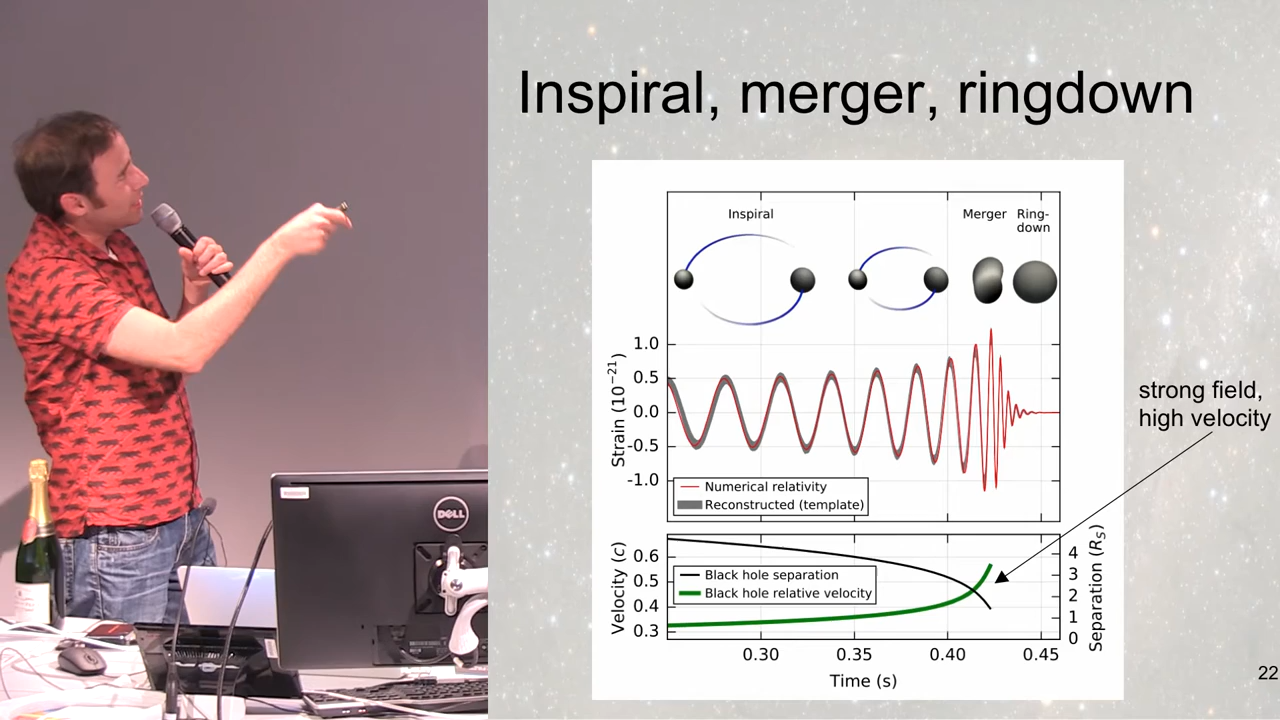 Inspiral, merger, ringdown
Inspiral
Merger
Ring-
down
1.0
0.5
0.0
-0.5
-1.0
Strain (10⁻²¹)
Numerical relativity
Reconstructed (template)
strong field,
high velocity
0.6
0.5
0.4
0.3
Velocity (c)
Black hole separation
Black hole relative velocity
4
3
2
1
0
Separation (R_S)
0.30
0.35
0.40
0.45
Time (s)
22
DELL